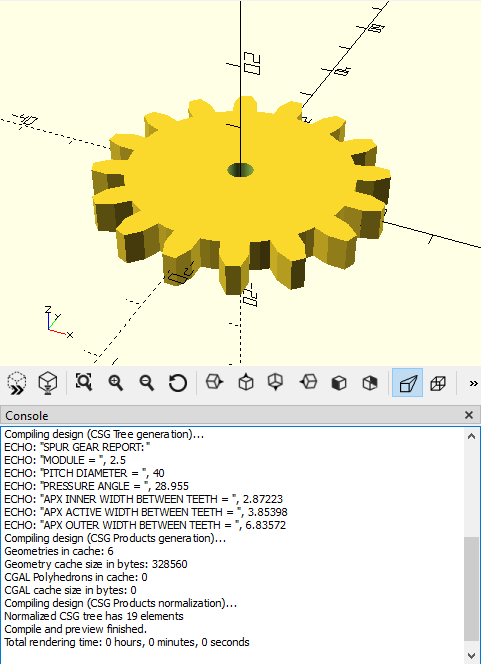 20
-20
Z
Y
X
Console
Compiling design (CSG Tree generation)...
ECHO: "SPUR GEAR REPORT:"
ECHO: "MODULE = ", 2.5
ECHO: "PITCH DIAMETER = ", 40
ECHO: "PRESSURE ANGLE = ", 28.955
ECHO: "APX INNER WIDTH BETWEEN TEETH = ", 2.87223
ECHO: "APX ACTIVE WIDTH BETWEEN TEETH = ", 3.85398
ECHO: "APX OUTER WIDTH BETWEEN TEETH = ", 6.83572
Compiling design (CSG Products generation)...
Geometries in cache: 6
Geometry cache size in bytes: 328560
CGAL Polyhedrons in cache: 0
CGAL cache size in bytes: 0
Compiling design (CSG Products normalization)...
Normalized CSG tree has 19 elements
Compile and preview finished.
Total rendering time: 0 hours, 0 minutes, 0 seconds